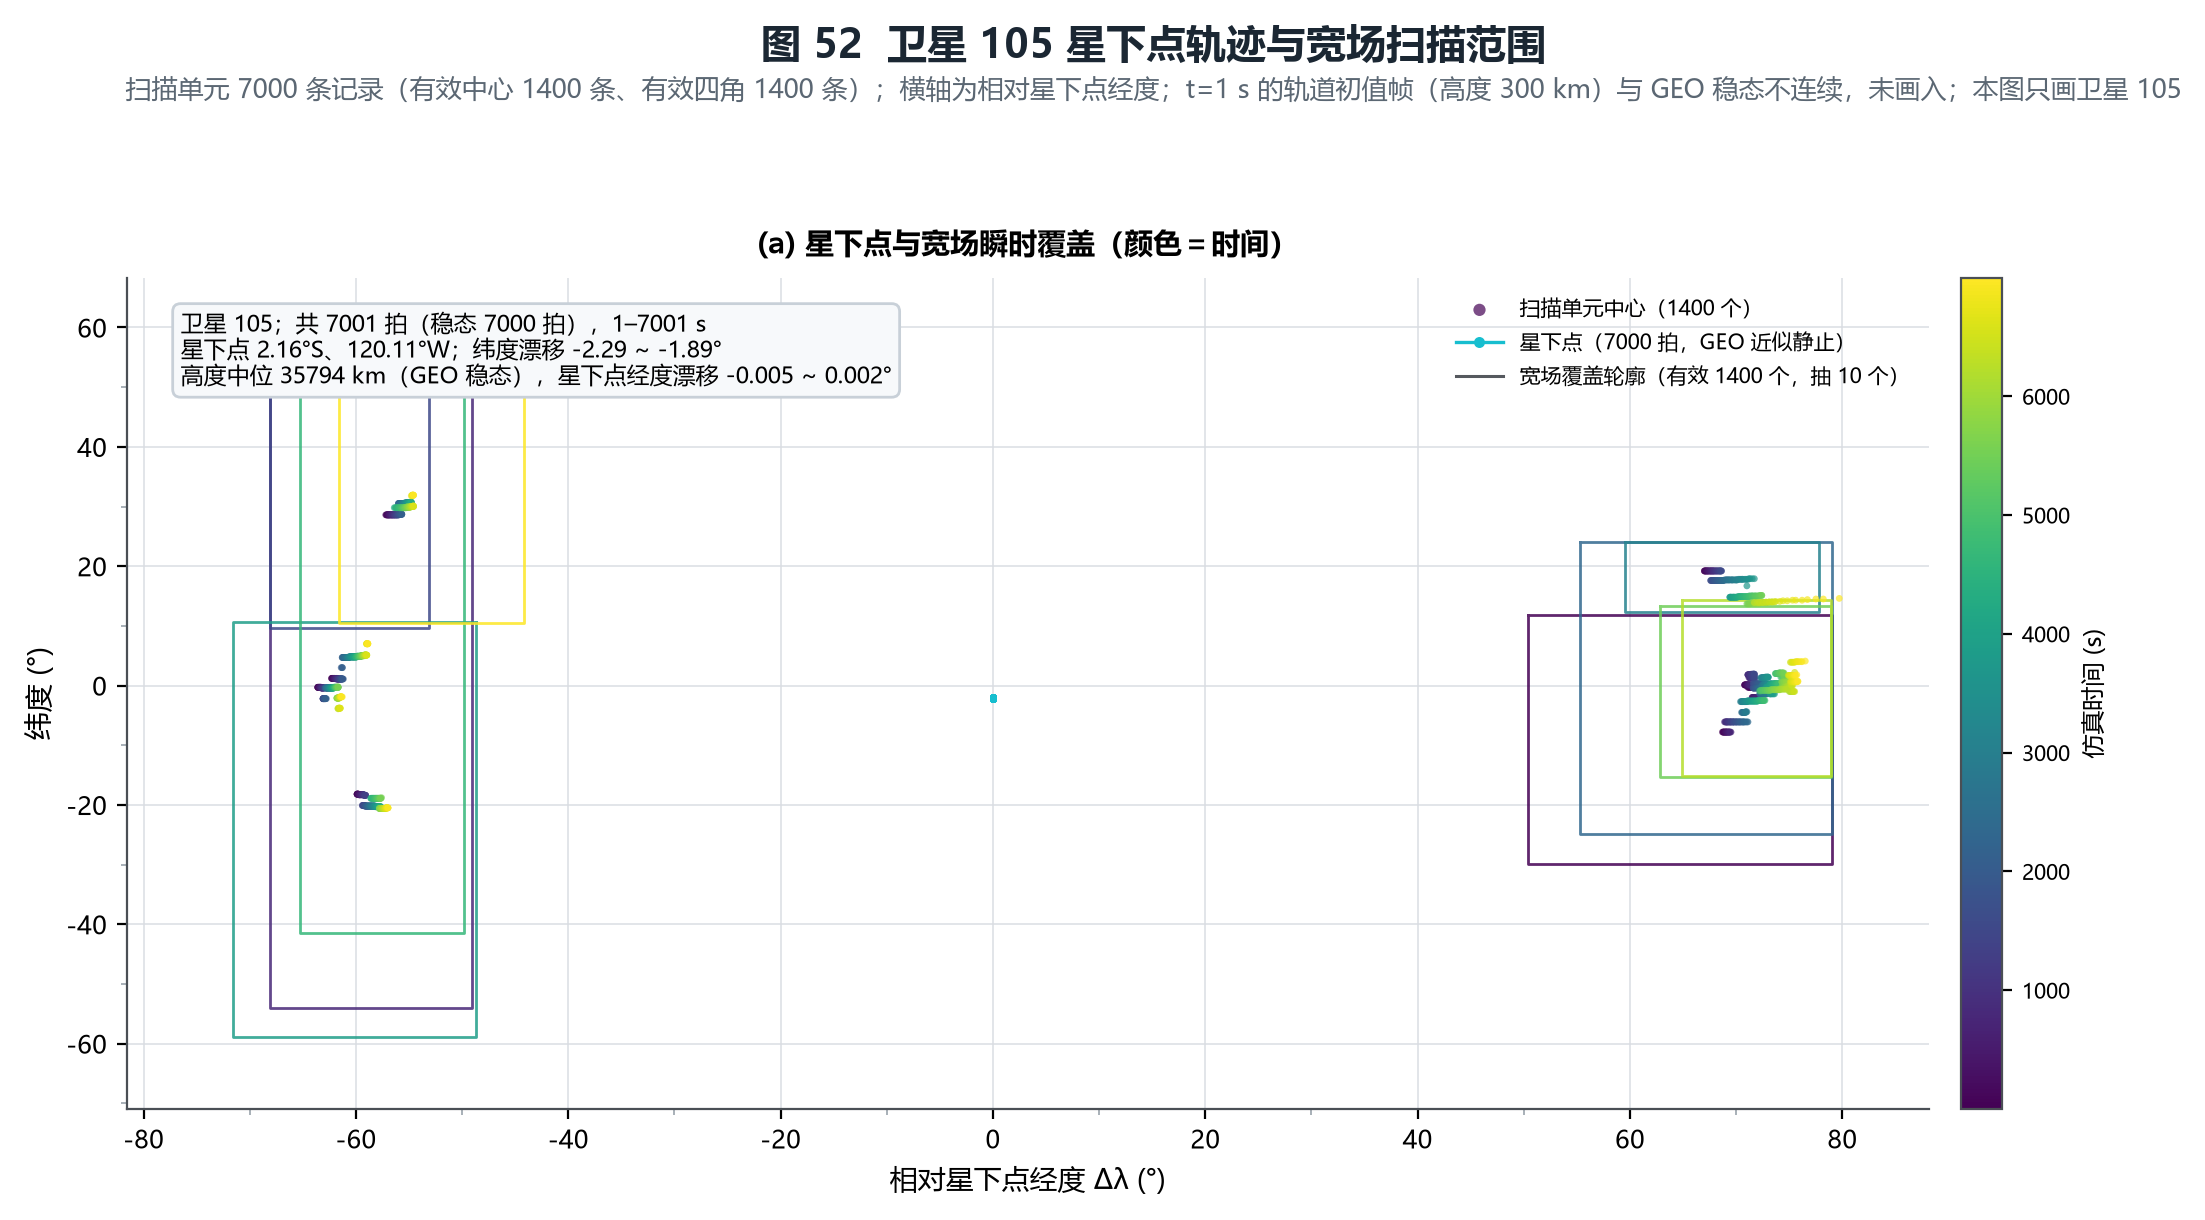 图 52 卫星 105 星下点轨迹与宽场扫描范围
扫描单元 7000 条记录（有效中心 1400 条、有效四角 1400 条）；横轴为相对星下点经度；t=1 s 的轨道初值帧（高度 300 km）与 GEO 稳态不连续，未画入；本图只画卫星 105
(a) 星下点与宽场瞬时覆盖（颜色＝时间）
卫星 105；共 7001 拍（稳态 7000 拍），1–7001 s
星下点 2.16°S、120.11°W；纬度漂移 -2.29 ~ -1.89°
高度中位 35794 km（GEO 稳态），星下点经度漂移 -0.005 ~ 0.002°
扫描单元中心（1400 个）
星下点（7000 拍，GEO 近似静止）
宽场覆盖轮廓（有效 1400 个，抽 10 个）
60
40
20
0
-20
-40
-60
纬度 (°)
-80
-60
-40
-20
0
20
40
60
80
相对星下点经度 Δλ (°)
6000
5000
4000
3000
2000
1000
仿真时间 (s)